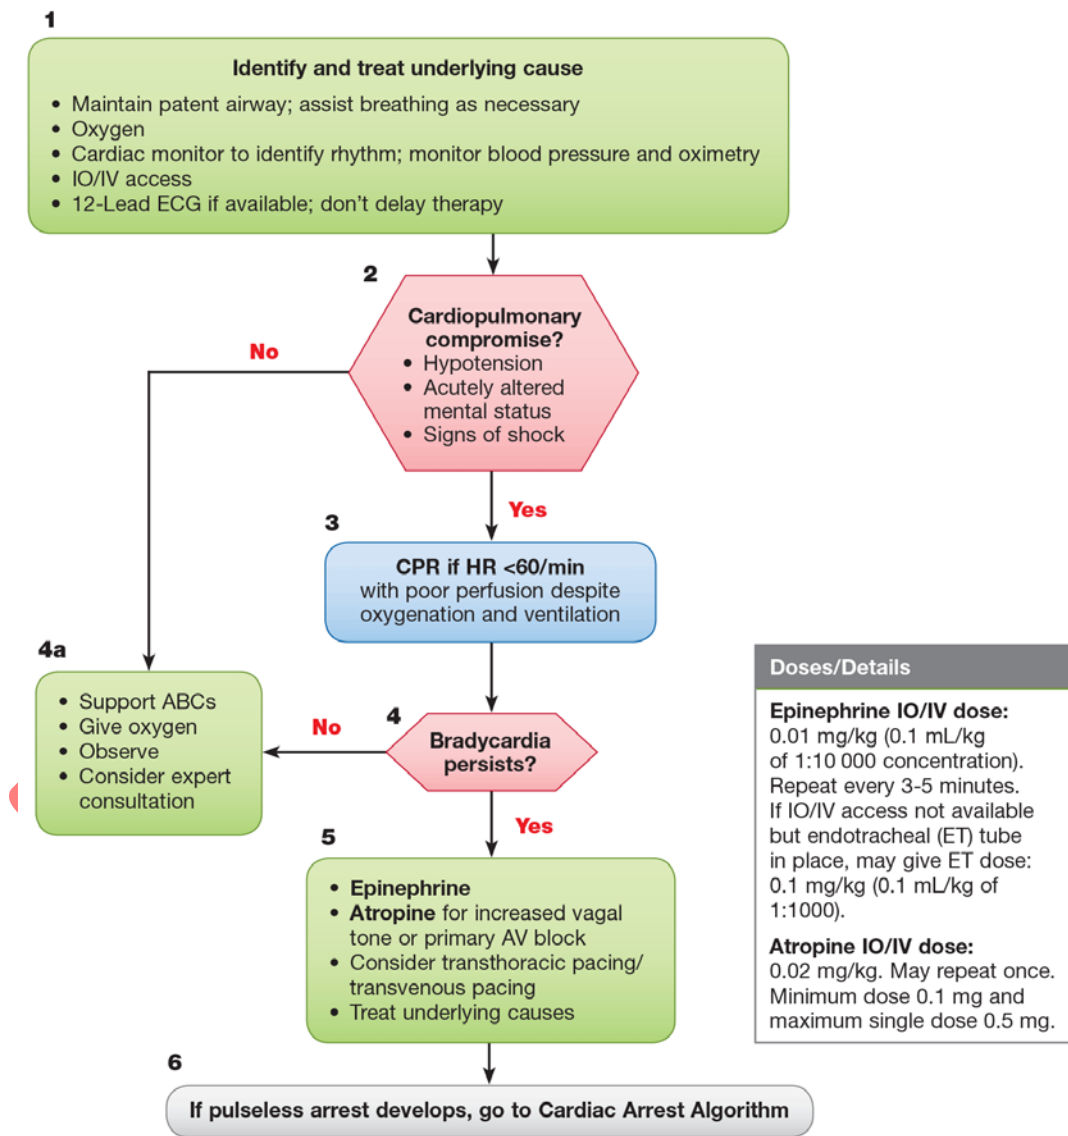 1
Identify and treat underlying cause
• Maintain patent airway; assist breathing as necessary
• Oxygen
• Cardiac monitor to identify rhythm; monitor blood pressure and oximetry
• IO/IV access
• 12-Lead ECG if available; don't delay therapy
2
Cardiopulmonary
compromise?
• Hypotension
• Acutely altered
mental status
• Signs of shock
No
Yes
3
CPR if HR <60/min
with poor perfusion despite
oxygenation and ventilation
4a
• Support ABCs
• Give oxygen
• Observe
• Consider expert
consultation
4
Bradycardia
persists?
No
Yes
5
• Epinephrine
• Atropine for increased vagal
tone or primary AV block
• Consider transthoracic pacing/
transvenous pacing
• Treat underlying causes
6
If pulseless arrest develops, go to Cardiac Arrest Algorithm
Doses/Details
Epinephrine IO/IV dose:
0.01 mg/kg (0.1 mL/kg
of 1:10 000 concentration).
Repeat every 3-5 minutes.
If IO/IV access not available
but endotracheal (ET) tube
in place, may give ET dose:
0.1 mg/kg (0.1 mL/kg of
1:1000).
Atropine IO/IV dose:
0.02 mg/kg. May repeat once.
Minimum dose 0.1 mg and
maximum single dose 0.5 mg.